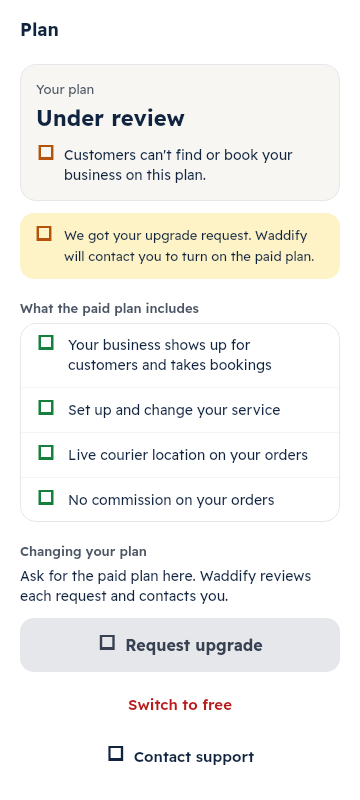 Plan
Your plan
Under review
Customers can't find or book your
business on this plan.
We got your upgrade request. Waddify
will contact you to turn on the paid plan.
What the paid plan includes
Your business shows up for
customers and takes bookings
Set up and change your service
Live courier location on your orders
No commission on your orders
Changing your plan
Ask for the paid plan here. Waddify reviews
each request and contacts you.
Request upgrade
Switch to free
Contact support